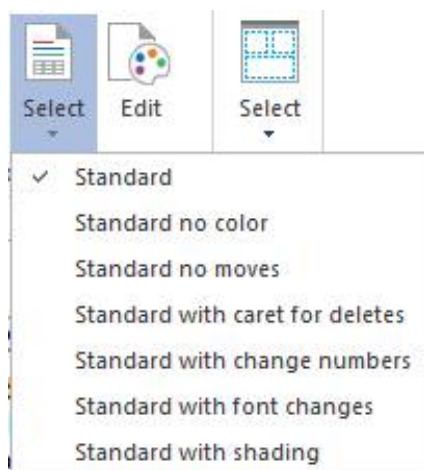 Select Edit Select
Standard
Standard no color
Standard no moves
Standard with caret for deletes
Standard with change numbers
Standard with font changes
Standard with shading